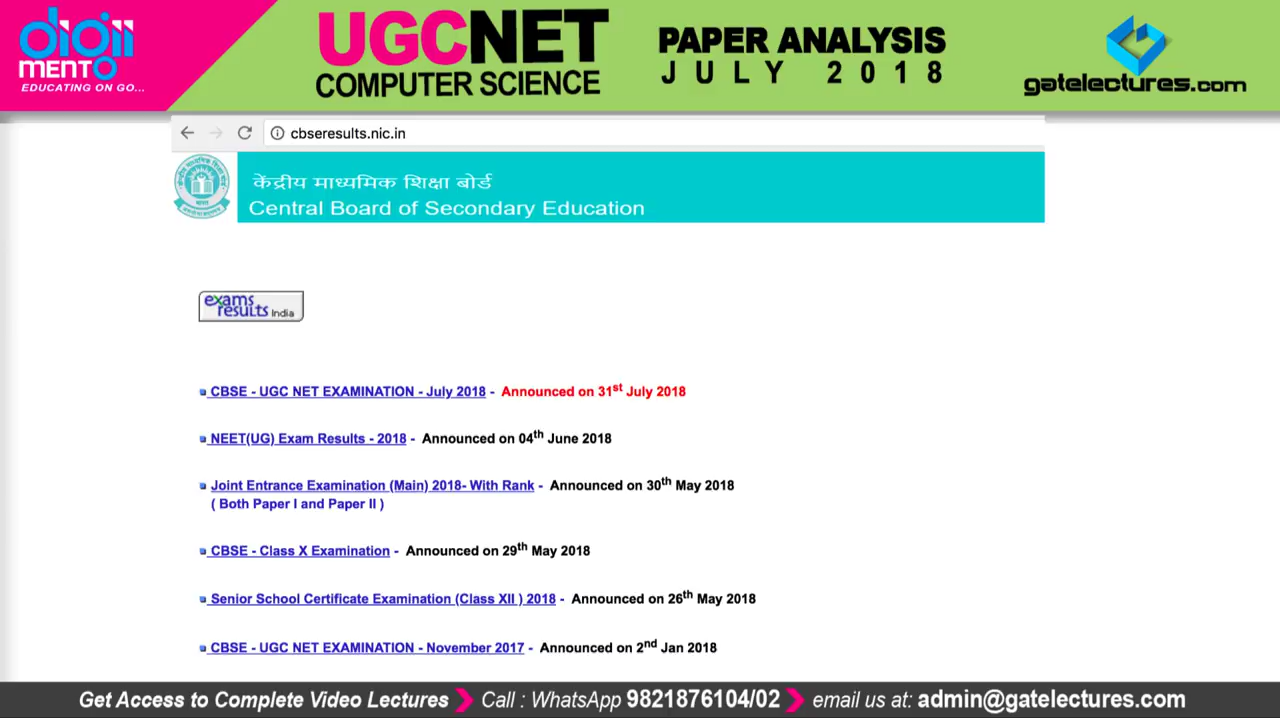 digii
MENTO
EDUCATING ON GO...
UGCNET
COMPUTER SCIENCE
PAPER ANALYSIS
JULY 2018
gatelectures.com
cbseresults.nic.in
केंद्रीय माध्यमिक शिक्षा बोर्ड
Central Board of Secondary Education
exams
results India
CBSE - UGC NET EXAMINATION - July 2018 - Announced on 31st July 2018
NEET(UG) Exam Results - 2018 - Announced on 04th June 2018
Joint Entrance Examination (Main) 2018- With Rank - Announced on 30th May 2018
( Both Paper I and Paper II )
CBSE - Class X Examination - Announced on 29th May 2018
Senior School Certificate Examination (Class XII ) 2018 - Announced on 26th May 2018
CBSE - UGC NET EXAMINATION - November 2017 - Announced on 2nd Jan 2018
Get Access to Complete Video Lectures Call : WhatsApp 9821876104/02 email us at: admin@gatelectures.com